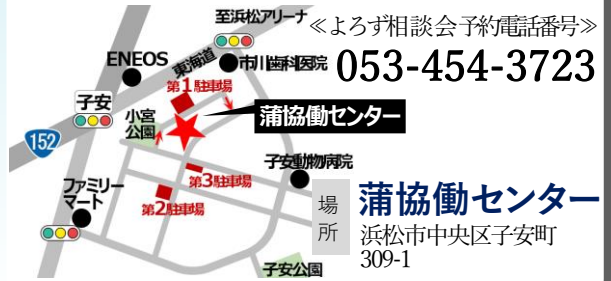 至浜松アリーナ
≪よろず相談会予約電話番号≫
053-454-3723
ENEOS
東海道
市川歯科医院
第1駐車場
子安
小宮
公園
蒲協働センター
152
子安動物病院
第3駐車場
ファミリー
マート
第2駐車場
子安公園
場所
蒲協働センター
浜松市中央区子安町
309-1